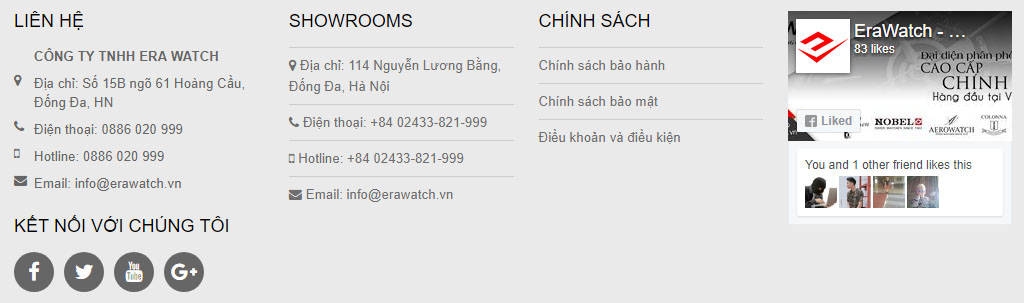 LIÊN HỆ
CÔNG TY TNHH ERA WATCH
Địa chỉ: Số 15B ngõ 61 Hoàng Cầu,
Đống Đa, HN
Điện thoại: 0886 020 999
Hotline: 0886 020 999
Email: info@erawatch.vn
KẾT NỐI VỚI CHÚNG TÔI
f
You
Tube
G+
SHOWROOMS
Địa chỉ: 114 Nguyễn Lương Bằng,
Đống Đa, Hà Nội
Điện thoại: +84 02433-821-999
Hotline: +84 02433-821-999
Email: info@erawatch.vn
CHÍNH SÁCH
Chính sách bảo hành
Chính sách bảo mật
Điều khoản và điều kiện
EraWatch - ...
83 likes
Đại diện phân phố
CAO CẤP
CHÍNH
Hàng đầu tại V
Liked
NOBEL
AEROWATCH
COLONNA
You and 1 other friend likes this